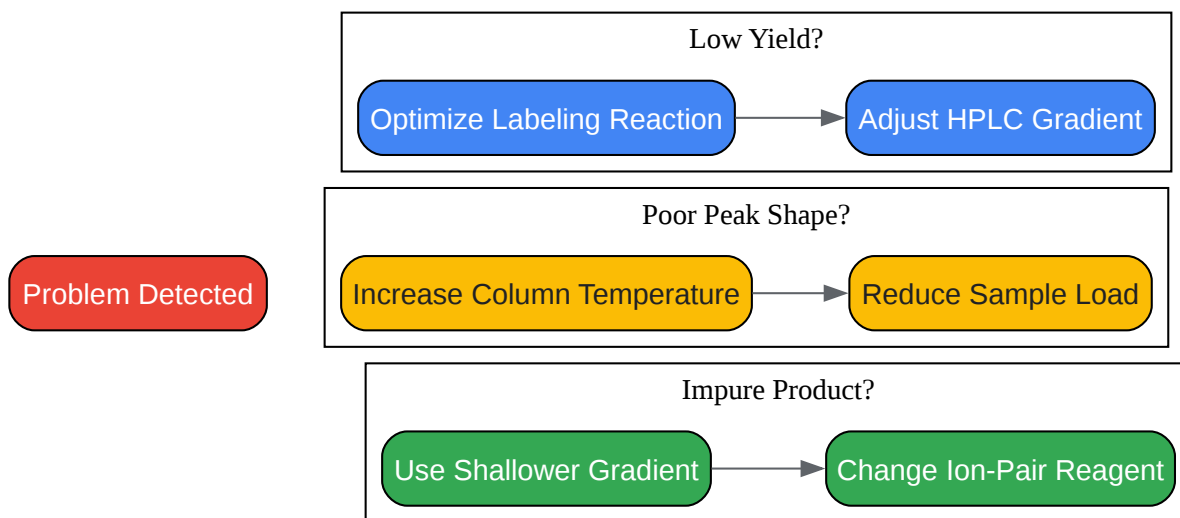 Low Yield?
Optimize Labeling Reaction
Adjust HPLC Gradient
Poor Peak Shape?
Problem Detected
Increase Column Temperature
Reduce Sample Load
Impure Product?
Use Shallower Gradient
Change Ion-Pair Reagent